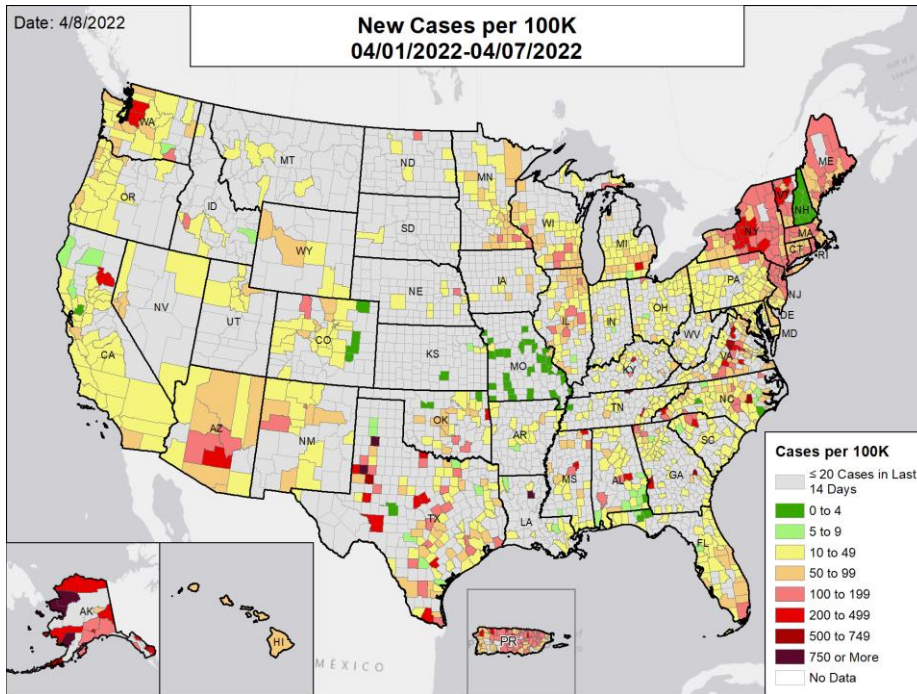 Date: 4/8/2022
New Cases per 100K
04/01/2022-04/07/2022
WA
MT
ND
MN
ME
OR
ID
WY
SD
WI
MI
NY
NH
MA
CT
RI
NV
UT
CO
NE
IA
IL
IN
OH
PA
NJ
DE
MD
CA
KS
MO
KY
WV
VA
AZ
NM
OK
AR
TN
NC
SC
TX
LA
MS
AL
GA
FL
AK
HI
PR
MÉXICO
Cases per 100K
≤ 20 Cases in Last
14 Days
0 to 4
5 to 9
10 to 49
50 to 99
100 to 199
200 to 499
500 to 749
750 or More
No Data